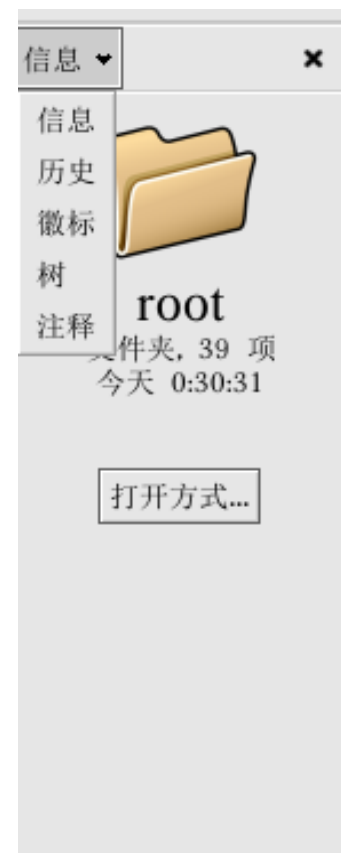 信息
信息
历史
徽标
树
注释
root
文件夹, 39 项
今天 0:30:31
打开方式...